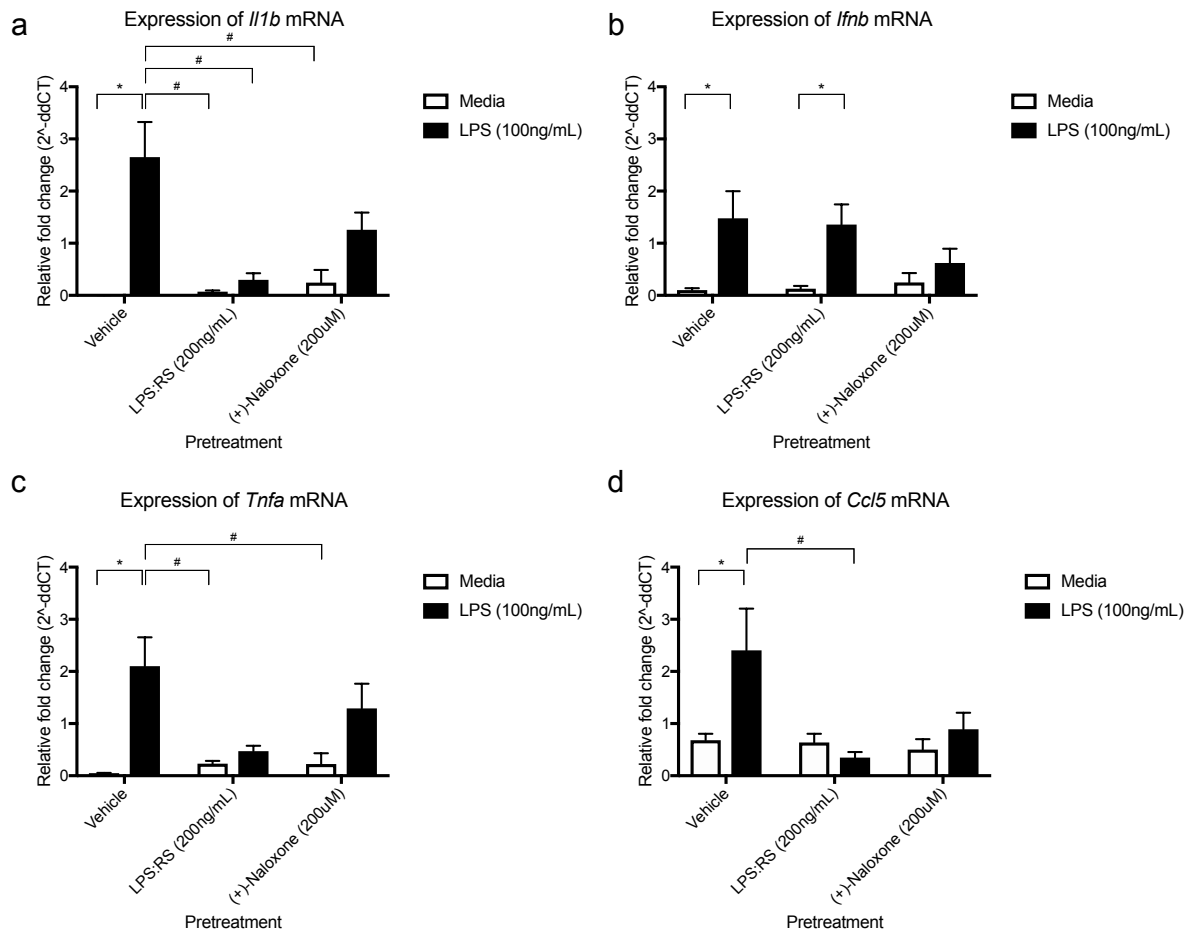 a
Expression of Il1b mRNA
#
#
#
*
4
3
2
1
0
Relative fold change (2^-ddCT)
Media
LPS (100ng/mL)
Vehicle
LPS:RS (200ng/mL)
(+)-Naloxone (200uM)
Pretreatment
b
Expression of Ifnb mRNA
*
*
4
3
2
1
0
Relative fold change (2^-ddCT)
Media
LPS (100ng/mL)
Vehicle
LPS:RS (200ng/mL)
(+)-Naloxone (200uM)
Pretreatment
c
Expression of Tnfa mRNA
#
*
#
4
3
2
1
0
Relative fold change (2^-ddCT)
Media
LPS (100ng/mL)
Vehicle
LPS:RS (200ng/mL)
(+)-Naloxone (200uM)
Pretreatment
d
Expression of Ccl5 mRNA
#
*
4
3
2
1
0
Relative fold change (2^-ddCT)
Media
LPS (100ng/mL)
Vehicle
LPS:RS (200ng/mL)
(+)-Naloxone (200uM)
Pretreatment